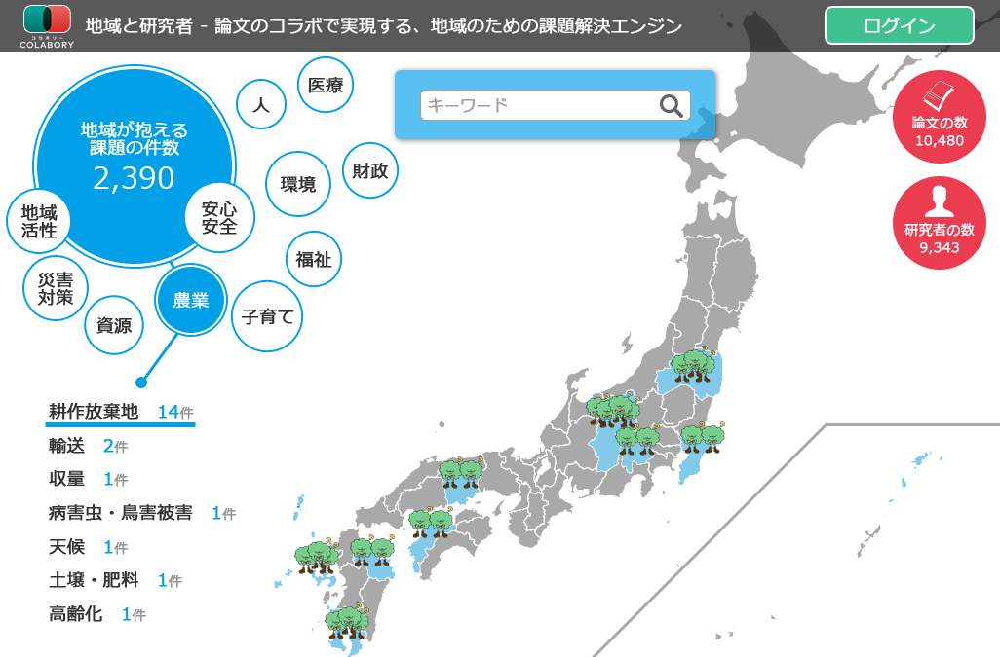 コラボリー
COLABORY
地域と研究者 - 論文のコラボで実現する、地域のための課題解決エンジン
ログイン
キーワード
論文の数
10,480
研究者の数
9,343
地域が抱える
課題の件数
2,390
人
医療
環境
財政
地域
活性
安心
安全
福祉
災害
対策
農業
子育て
資源
耕作放棄地 14件
輸送 2件
収量 1件
病害虫・鳥害被害 1件
天候 1件
土壌・肥料 1件
高齢化 1件